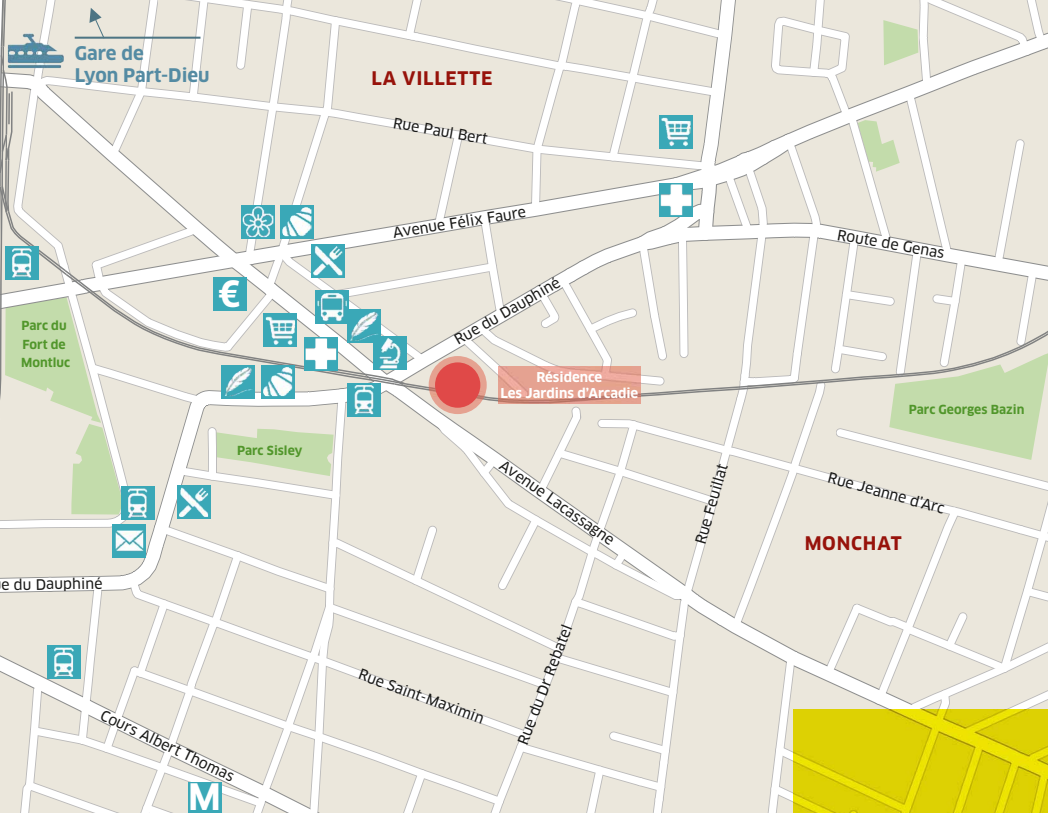 Gare de
Lyon Part-Dieu
LA VILLETTE
Rue Paul Bert
Avenue Félix Faure
Route de Genas
€
Rue du Dauphiné
Parc du
Fort de
Montluc
Résidence
Les Jardins d'Arcadie
Parc Georges Bazin
Parc Sisley
Avenue Lacassagne
Rue Feuillat
Rue Jeanne d'Arc
MONCHAT
e du Dauphiné
Rue du Dr Rebatel
Rue Saint-Maximin
Cours Albert Thomas
M